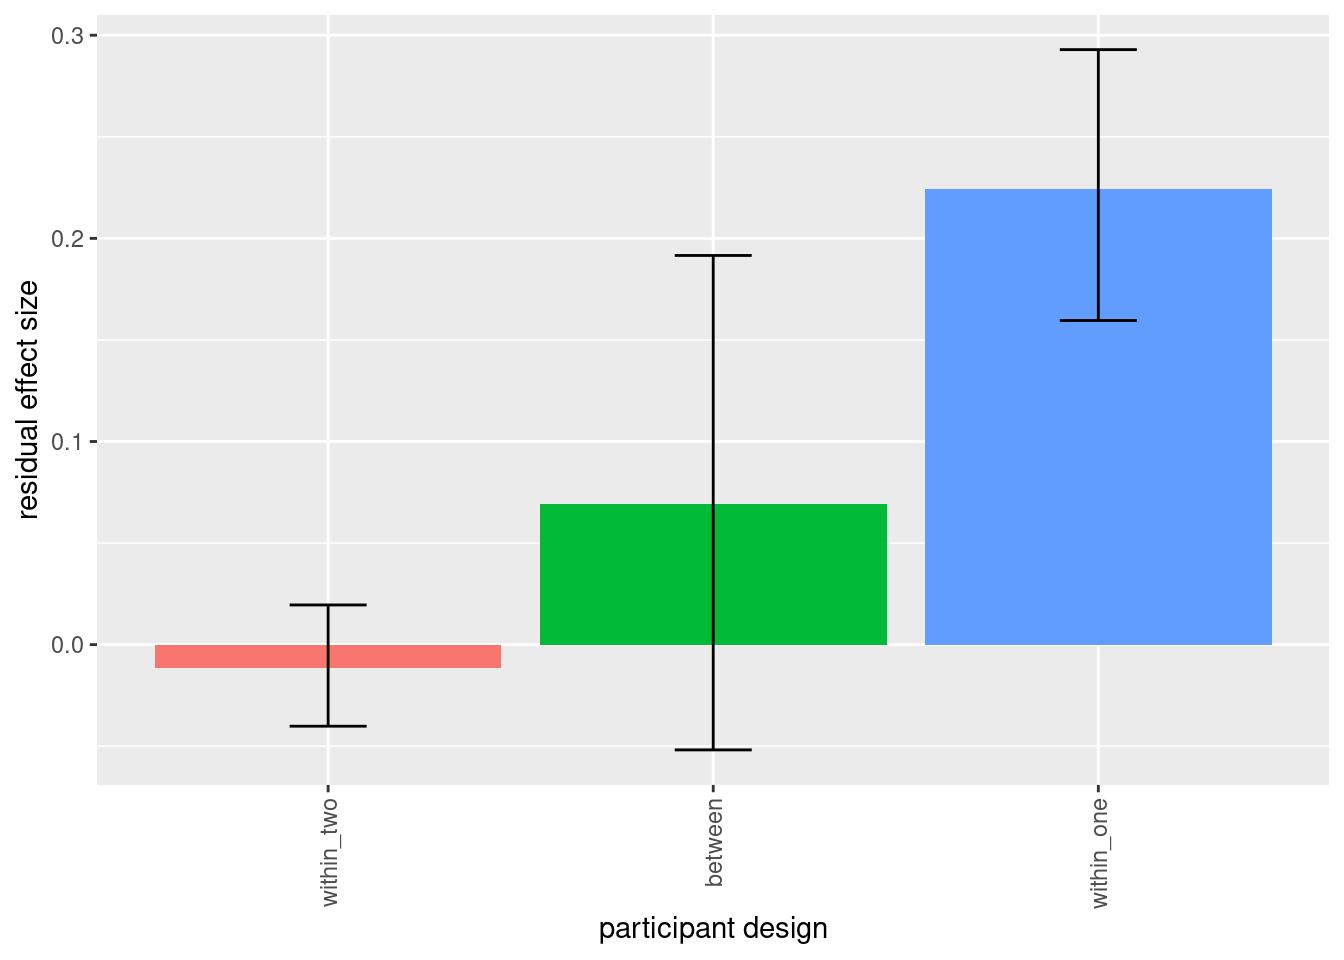 0.3
0.2
0.1
0.0
residual effect size
within_two
between
within_one
participant design